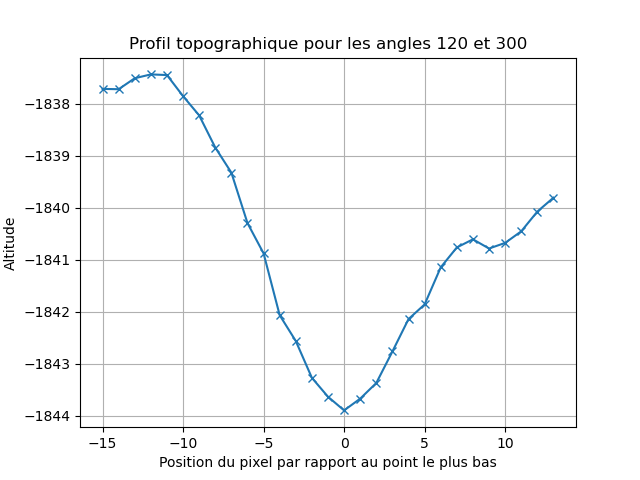 Profil topographique pour les angles 120 et 300
Altitude
−1838
−1839
−1840
−1841
−1842
−1843
−1844
−15 −10 −5 0 5 10
Position du pixel par rapport au point le plus bas